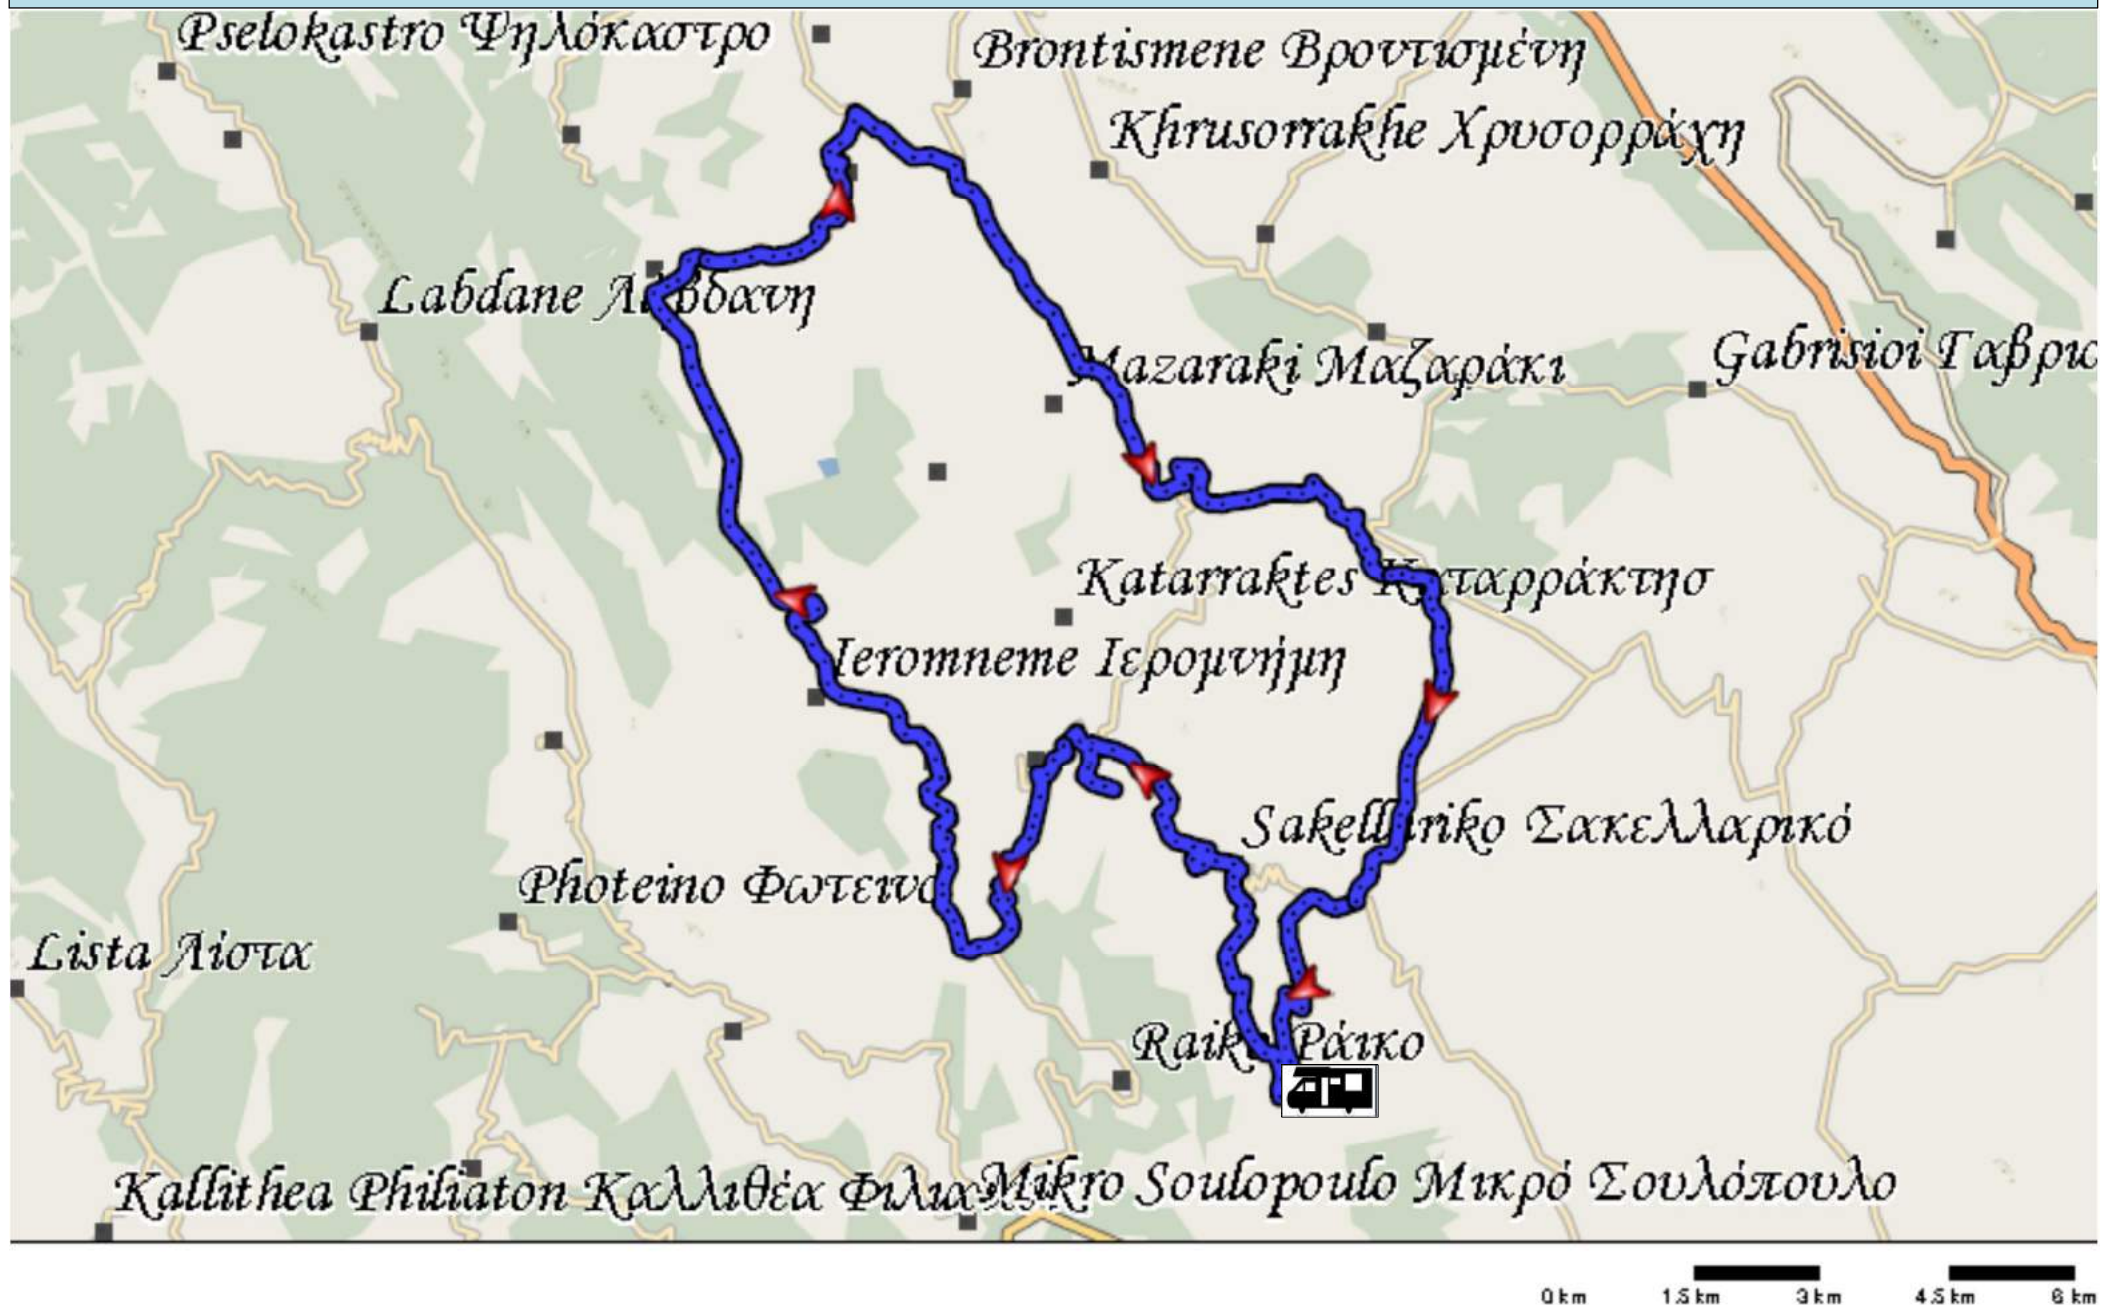 Pselokastro Ψηλόκαστρο
Brontismene Βροντισμένη
Khrusorrakhe Χρυσορράχη
Labdane
Gabrisioi Γαβρισ
Mazaraki Μαζαράκι
Katarraktes
Ieromneme Ιερομνήμη
Sakellariko Σακελλαρικό
Photeino Φωτεινο
Lista Λίστα
Ράικο
Kallithea Philiaton Καλλιθέα
Mikro Soulopoulo Μικρό Σουλόπουλο
0 km 1.5 km 3 km 4.5 km 6 km